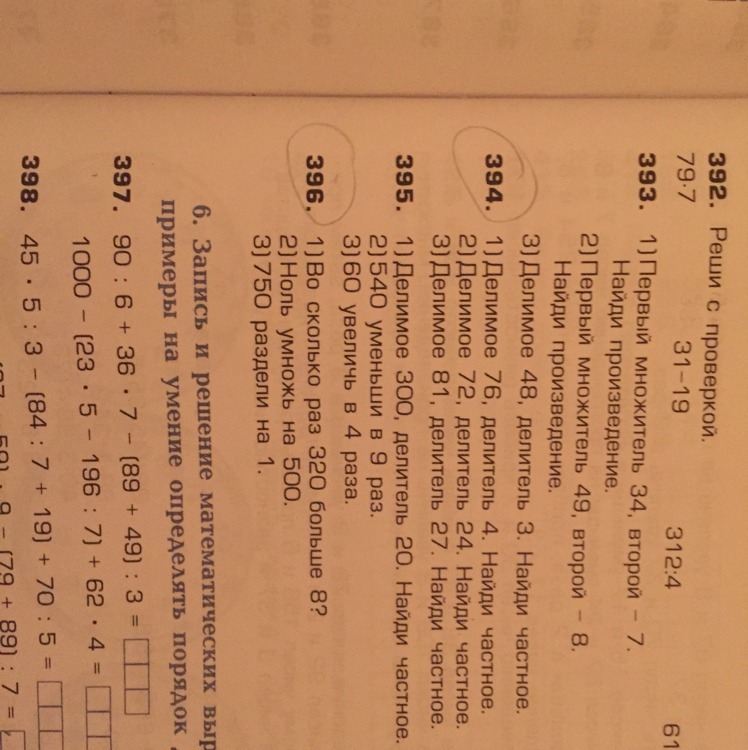 392. Реши с проверкой.
79·7 31−19 312:4 61
393. 1) Первый множитель 34, второй − 7.
Найди произведение.
2) Первый множитель 49, второй − 8.
Найди произведение.
3) Делимое 48, делитель 3. Найди частное.
394. 1) Делимое 76, делитель 4. Найди частное.
2) Делимое 72, делитель 24. Найди частное.
3) Делимое 81, делитель 27. Найди частное.
395. 1) Делимое 300, делитель 20. Найди частное.
2) 540 уменьши в 9 раз.
3) 60 увеличь в 4 раза.
396. 1) Во сколько раз 320 больше 8?
2) Ноль умножь на 500.
3) 750 раздели на 1.
6. Запись и решение математических выр
примеры на умение определять порядок
397. 90 : 6 + 36 · 7 − (89 + 49) : 3 =
1000 − (23 · 5 − 196 : 7) + 62 · 4 =
398. 45 · 5 : 3 − (84 : 7 + 19) + 70 : 5 =
59) · 9 − (79 + 89) : 7 =